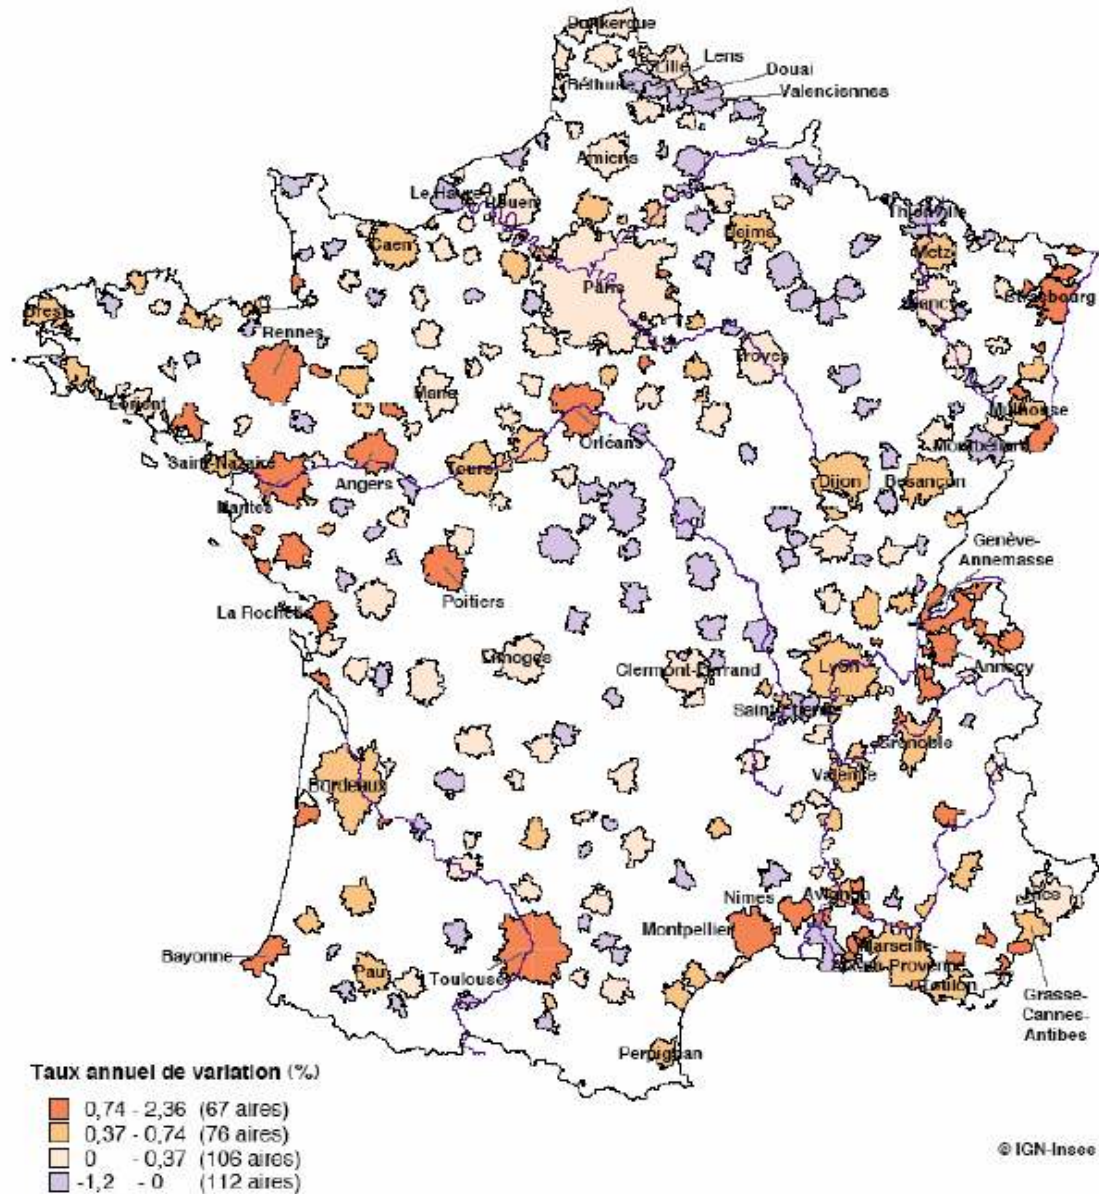 Dunkerque
Lens
Lille
Douai
Béthune
Valenciennes
Amiens
Le Havre
Rouen
Thionville
Caen
Reims
Metz
Paris
Nancy
Strasbourg
Brest
Rennes
Troyes
Lorient
Mans
Mulhouse
Orléans
Montbéliard
Saint-Nazaire
Angers
Tours
Dijon
Besançon
Nantes
Genève-
Annemasse
Poitiers
La Rochelle
Limoges
Clermont-Ferrand
Lyon
Annecy
Saint-Etienne
Grenoble
Valence
Bordeaux
Nîmes
Avignon
Nice
Montpellier
Bayonne
Marseille-
Aix-en-Provence
Pau
Toulouse
Toulon
Grasse-
Cannes-
Antibes
Perpignan
Taux annuel de variation (%)
0,74 - 2,36 (67 aires)
0,37 - 0,74 (76 aires)
0 - 0,37 (106 aires)
-1,2 - 0 (112 aires)
© IGN-Insee